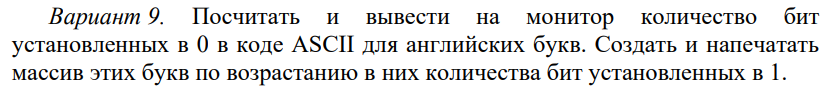 Вариант 9. Посчитать и вывести на монитор количество бит
установленных в 0 в коде ASCII для английских букв. Создать и напечатать
массив этих букв по возрастанию в них количества бит установленных в 1.